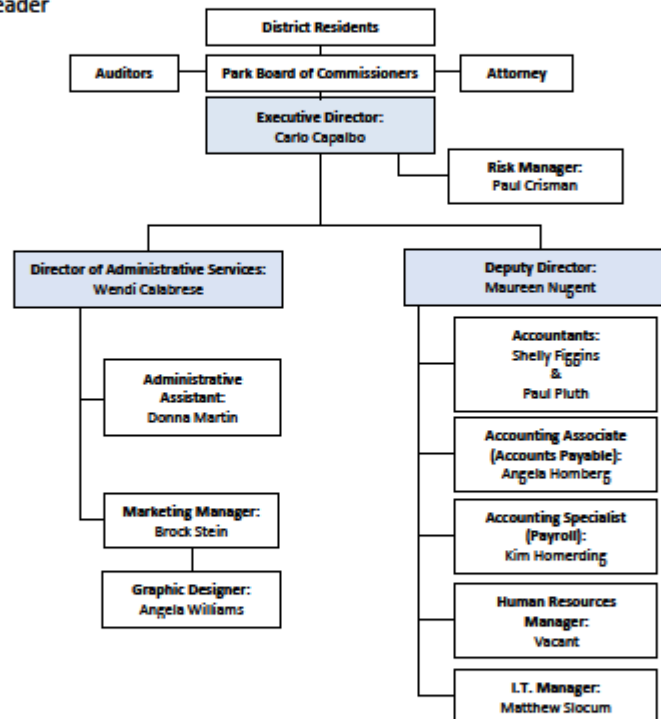 eader
District Residents
Auditors
Park Board of Commissioners
Attorney
Executive Director:
Carlo Capalbo
Risk Manager:
Paul Crisman
Director of Administrative Services:
Wendi Calabrese
Administrative
Assistant:
Donna Martin
Marketing Manager:
Brock Stein
Graphic Designer:
Angela Williams
Deputy Director:
Maureen Nugent
Accountants:
Shelly Figgins
&
Paul Pluth
Accounting Associate
(Accounts Payable):
Angela Homberg
Accounting Specialist
(Payroll):
Kim Homerding
Human Resources
Manager:
Vacant
I.T. Manager:
Matthew Slocum